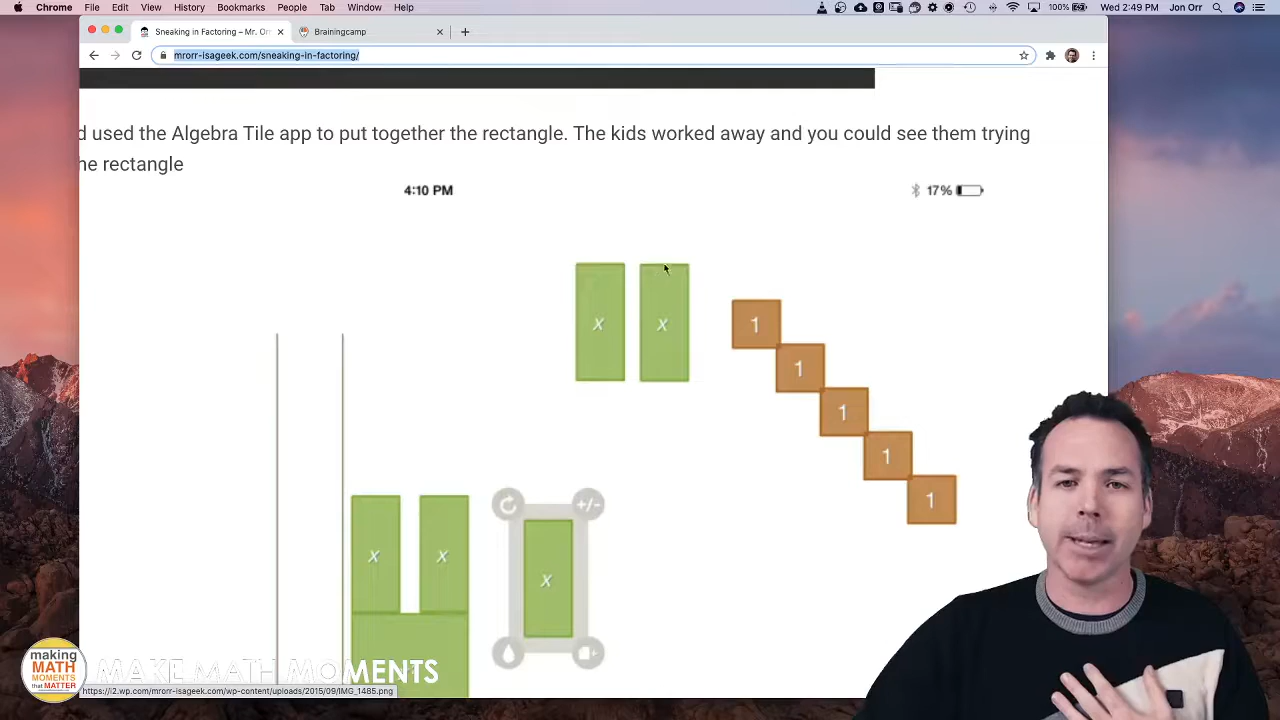 Chrome File Edit View History Bookmarks People Tab Window Help 100% Wed 2:49 PM Jon Orr
Sneaking in Factoring – Mr. Or
Brainingcamp
mrorr-isageek.com/sneaking-in-factoring/
d used the Algebra Tile app to put together the rectangle. The kids worked away and you could see them trying
he rectangle
4:10 PM 17%
x x 1
1
1
1
1
+/-
x x x
making
MATH
MOMENTS
that MATTER
MAKE MATH MOMENTS
https://i2.wp.com/mrorr-isageek.com/wp-content/uploads/2015/09/IMG_1485.png